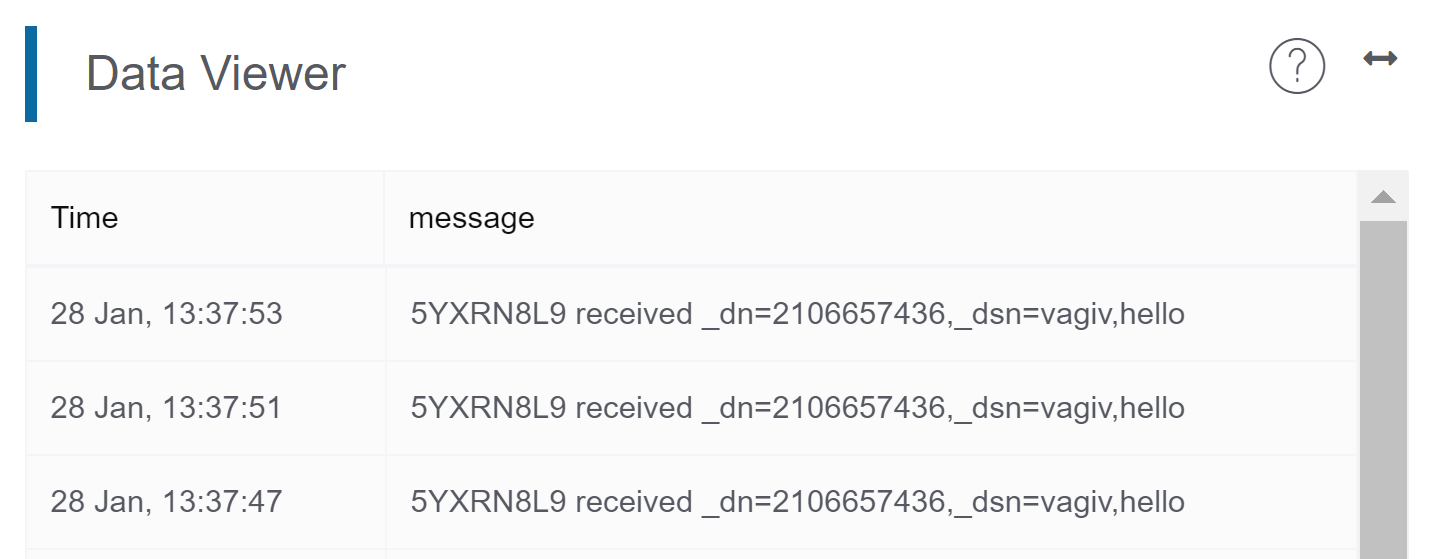 Data Viewer
?
Time message
28 Jan, 13:37:53 5YXRN8L9 received _dn=2106657436,_dsn=vagiv,hello
28 Jan, 13:37:51 5YXRN8L9 received _dn=2106657436,_dsn=vagiv,hello
28 Jan, 13:37:47 5YXRN8L9 received _dn=2106657436,_dsn=vagiv,hello